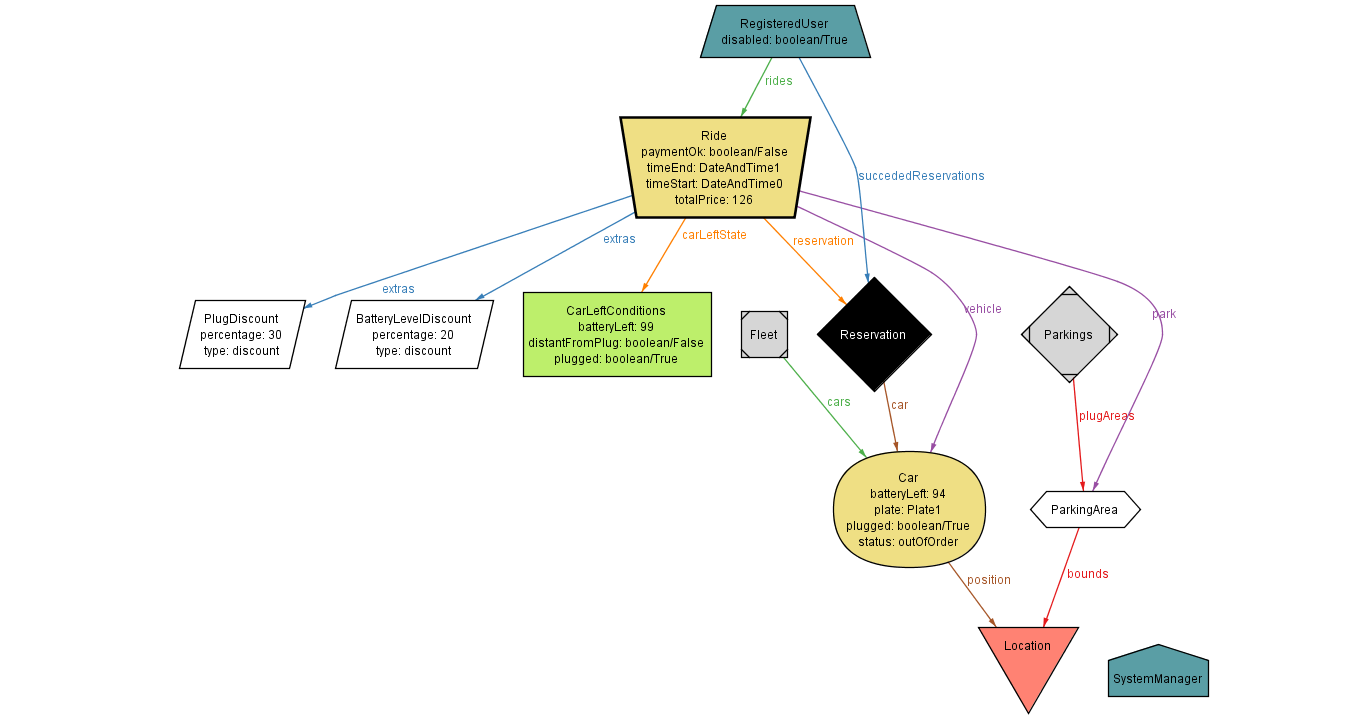 RegisteredUser
disabled: boolean/True
rides
Ride
paymentOk: boolean/False
timeEnd: DateAndTime1
timeStart: DateAndTime0
totalPrice: 126
succededReservations
extras
extras
carLeftState
reservation
vehicle
park
PlugDiscount
percentage: 30
type: discount
BatteryLevelDiscount
percentage: 20
type: discount
CarLeftConditions
batteryLeft: 99
distantFromPlug: boolean/False
plugged: boolean/True
Fleet
Reservation
Parkings
cars
car
plugAreas
Car
batteryLeft: 94
plate: Plate1
plugged: boolean/True
status: outOfOrder
ParkingArea
position
bounds
Location
SystemManager